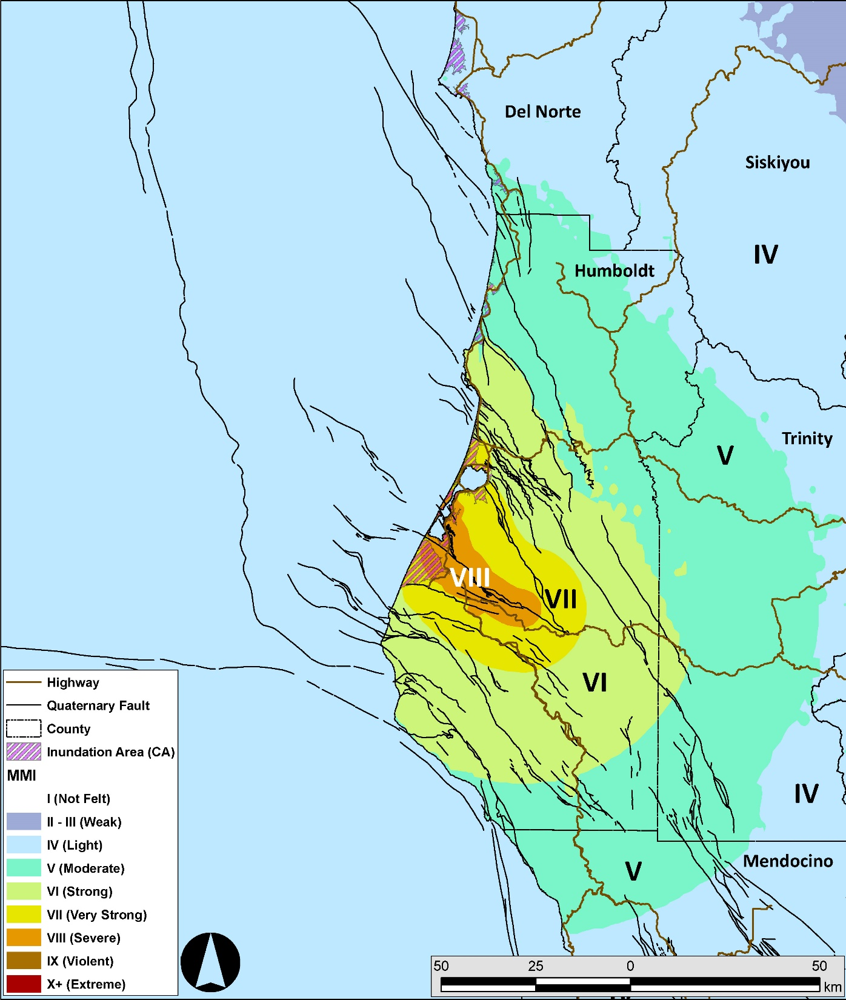 Del Norte
Siskiyou
IV
Humboldt
Trinity
V
VIII
VII
VI
IV
Mendocino
V
Highway
Quaternary Fault
County
Inundation Area (CA)
MMI
I (Not Felt)
II - III (Weak)
IV (Light)
V (Moderate)
VI (Strong)
VII (Very Strong)
VIII (Severe)
IX (Violent)
X+ (Extreme)
50 25 0 50
km